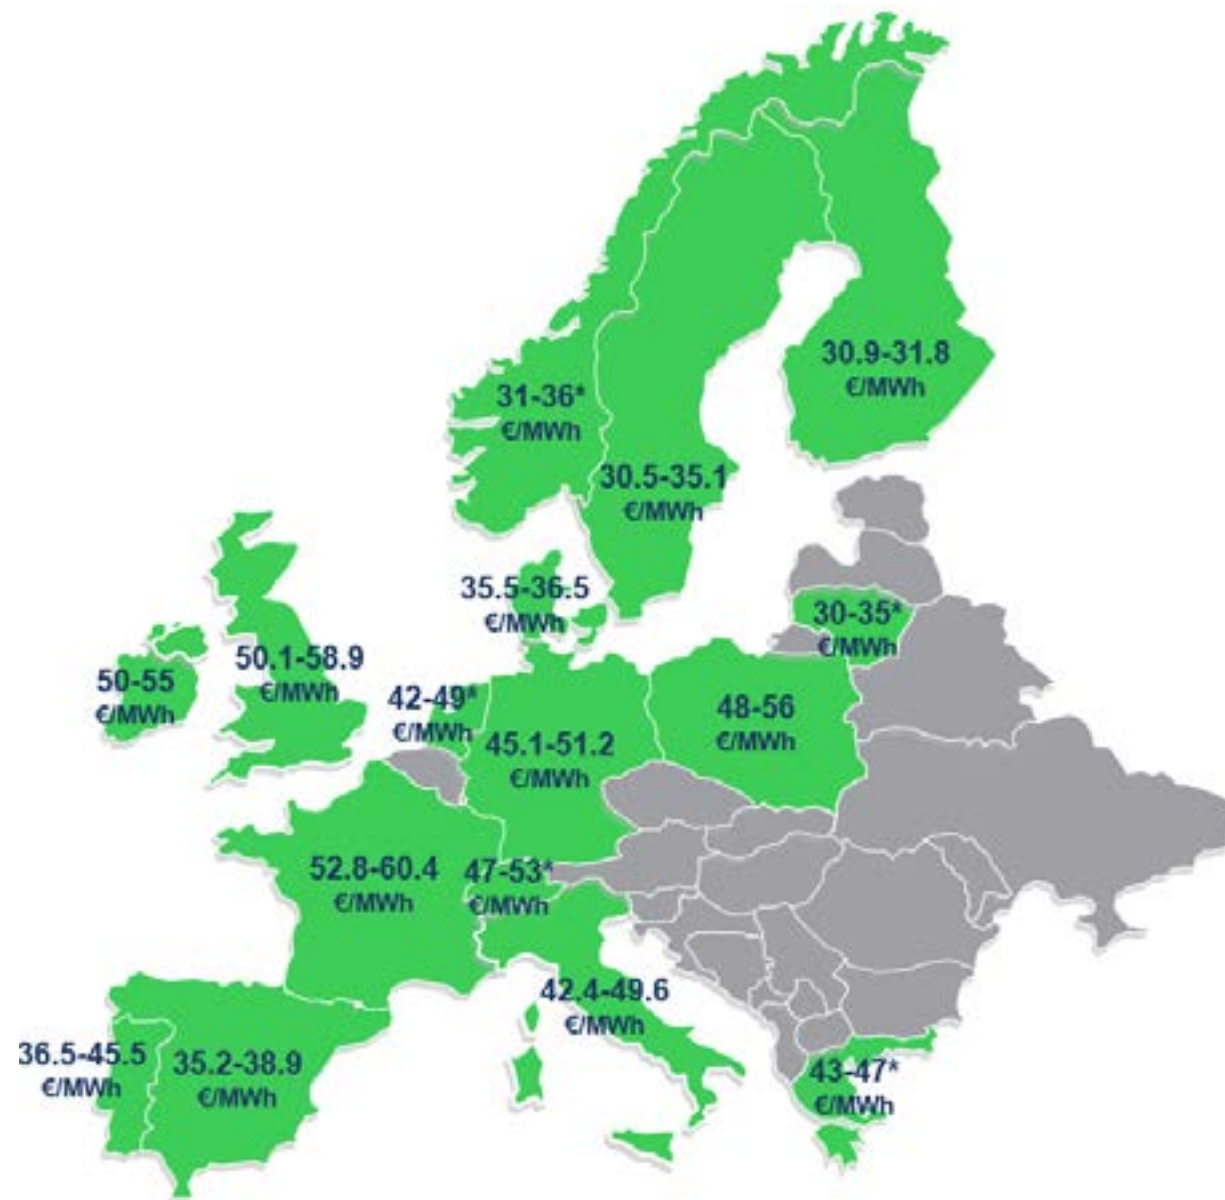 30.9-31.8
€/MWh
31-36*
€/MWh
30.5-35.1
€/MWh
35.5-36.5
€/MWh
30-35*
€/MWh
50.1-58.9
€/MWh
50-55
€/MWh
42-49*
€/MWh
48-56
€/MWh
45.1-51.2
€/MWh
52.8-60.4
€/MWh
47-53*
€/MWh
42.4-49.6
€/MWh
36.5-45.5
€/MWh
35.2-38.9
€/MWh
43-47*
€/MWh